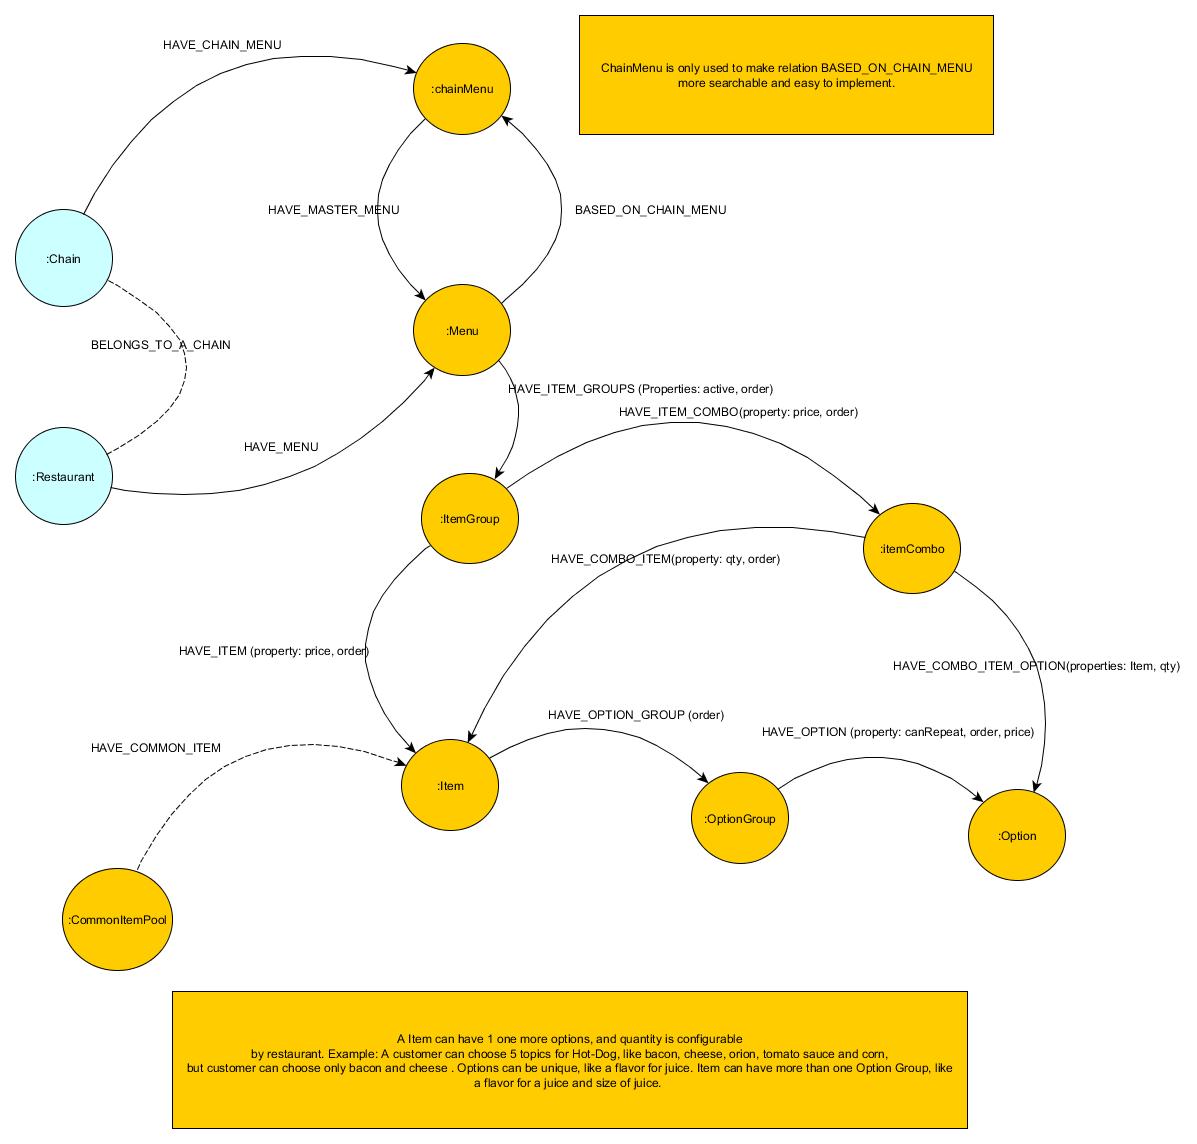 HAVE_CHAIN_MENU
ChainMenu is only used to make relation BASED_ON_CHAIN_MENU
more searchable and easy to implement.
:chainMenu
HAVE_MASTER_MENU
BASED_ON_CHAIN_MENU
:Chain
:Menu
BELONGS_TO_A_CHAIN
HAVE_ITEM_GROUPS (Properties: active, order)
HAVE_ITEM_COMBO(property: price, order)
HAVE_MENU
:Restaurant
:ItemGroup
:itemCombo
HAVE_COMBO_ITEM(property: qty, order)
HAVE_ITEM (property: price, order)
HAVE_COMBO_ITEM_OPTION(properties: Item, qty)
HAVE_OPTION_GROUP (order)
HAVE_OPTION (property: canRepeat, order, price)
HAVE_COMMON_ITEM
:Item
:OptionGroup
:Option
:CommonItemPool
A Item can have 1 one more options, and quantity is configurable
by restaurant. Example: A customer can choose 5 topics for Hot-Dog, like bacon, cheese, orion, tomato sauce and corn,
but customer can choose only bacon and cheese . Options can be unique, like a flavor for juice. Item can have more than one Option Group, like
a flavor for a juice and size of juice.